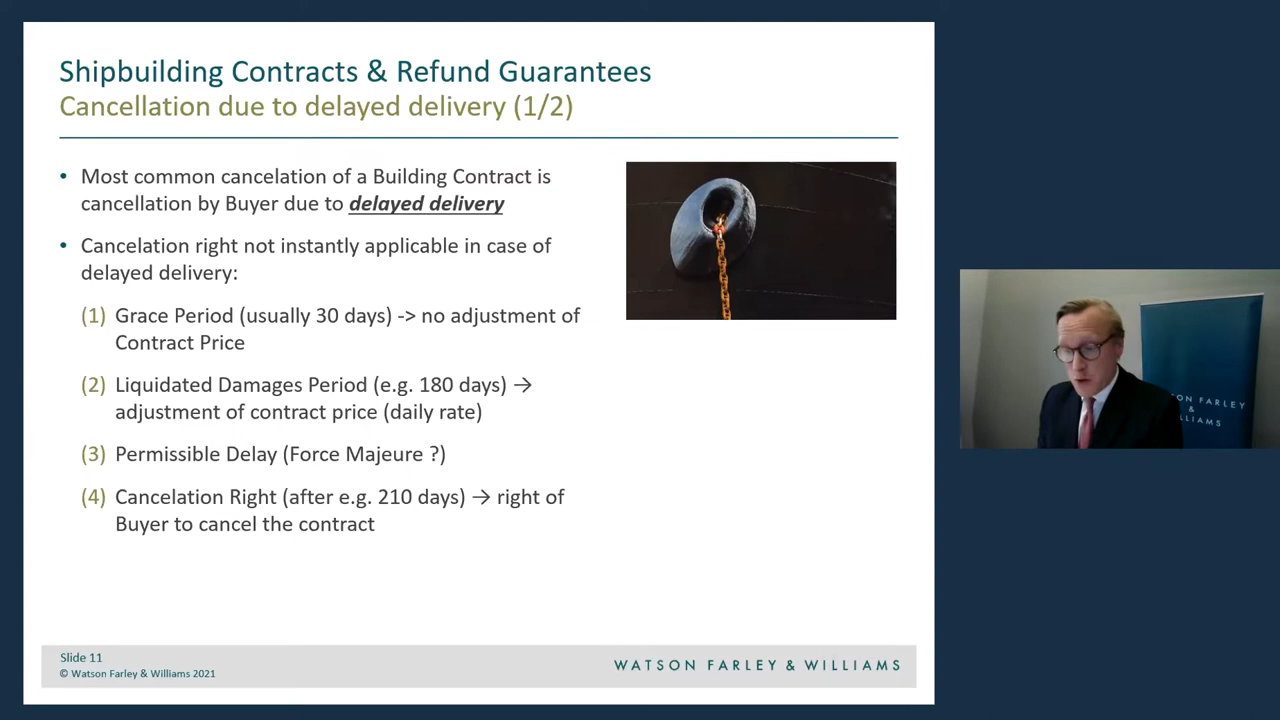 Shipbuilding Contracts & Refund Guarantees
Cancellation due to delayed delivery (1/2)
• Most common cancelation of a Building Contract is
cancellation by Buyer due to delayed delivery
• Cancelation right not instantly applicable in case of
delayed delivery:
(1) Grace Period (usually 30 days) -> no adjustment of
Contract Price
(2) Liquidated Damages Period (e.g. 180 days) →
adjustment of contract price (daily rate)
(3) Permissible Delay (Force Majeure ?)
(4) Cancelation Right (after e.g. 210 days) → right of
Buyer to cancel the contract
Slide 11
© Watson Farley & Williams 2021
WATSON FARLEY & WILLIAMS
ON FARLEY
&
ILLIAMS